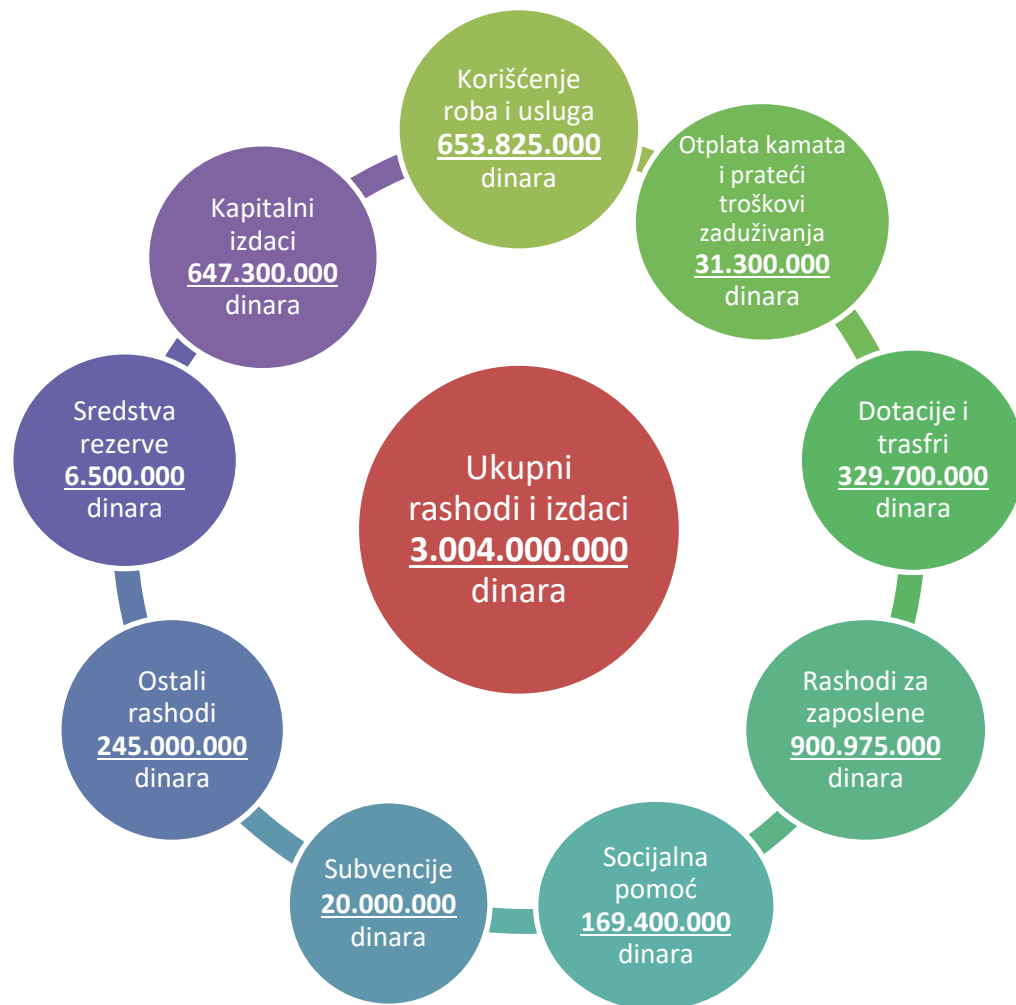 Korišćenje
roba i usluga
653.825.000
dinara
Otplata kamata
i prateći
troškovi
zaduživanja
31.300.000
dinara
Dotacije i
trasfri
329.700.000
dinara
Rashodi za
zaposlene
900.975.000
dinara
Socijalna
pomoć
169.400.000
dinara
Subvencije
20.000.000
dinara
Ostali
rashodi
245.000.000
dinara
Sredstva
rezerve
6.500.000
dinara
Kapitalni
izdaci
647.300.000
dinara
Ukupni
rashodi i izdaci
3.004.000.000
dinara